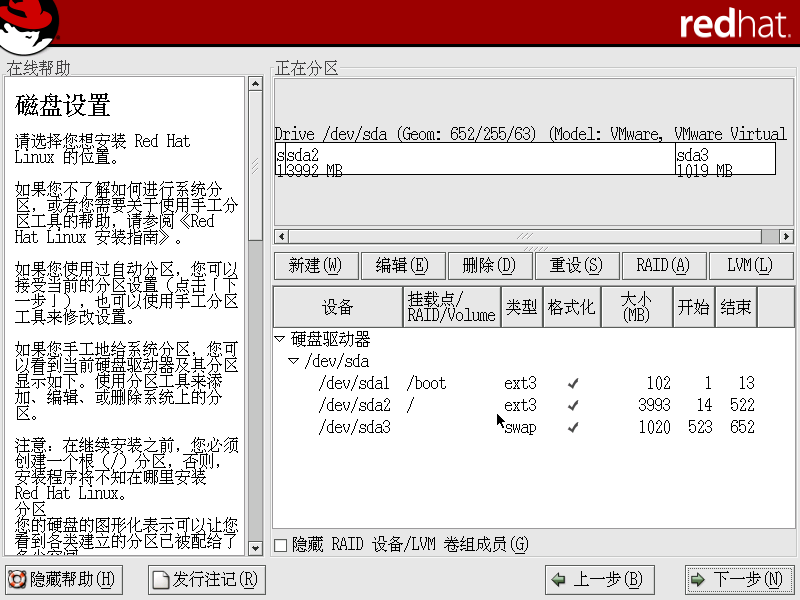 redhat.
在线帮助
磁盘设置
请选择您想安装 Red Hat
Linux 的位置。
如果您不了解如何进行系统分
区，或者您需要关于使用手工分
区工具的帮助，请参阅《Red
Hat Linux 安装指南》。
如果您使用过自动分区，您可以
接受当前的分区设置（点击「下
一步」），也可以使用手工分区
工具来修改设置。
如果您手工地给系统分区，您可
以看到当前硬盘驱动器及其分区
显示如下。使用分区工具来添
加、编辑、或删除系统上的分
区。
注意：在继续安装之前，您必须
创建一个根（/）分区，否则，
安装程序将不知在哪里安装
Red Hat Linux。
分区
您的硬盘的图形化表示可以让您
看到各类建立的分区已被配给了
正在分区
Drive /dev/sda (Geom: 652/255/63) (Model: VMware, VMware Virtual
s sda2 sda3
1 3992 MB 1019 MB
新建(W) 编辑(E) 删除(D) 重设(S) RAID(A) LVM(L)
设备 挂载点/RAID/Volume 类型 格式化 大小(MB) 开始 结束
硬盘驱动器
/dev/sda
/dev/sda1 /boot ext3 ✓ 102 1 13
/dev/sda2 / ext3 ✓ 3993 14 522
/dev/sda3 swap ✓ 1020 523 652
隐藏 RAID 设备/LVM 卷组成员(G)
隐藏帮助(H) 发行注记(R) 上一步(B) 下一步(N)